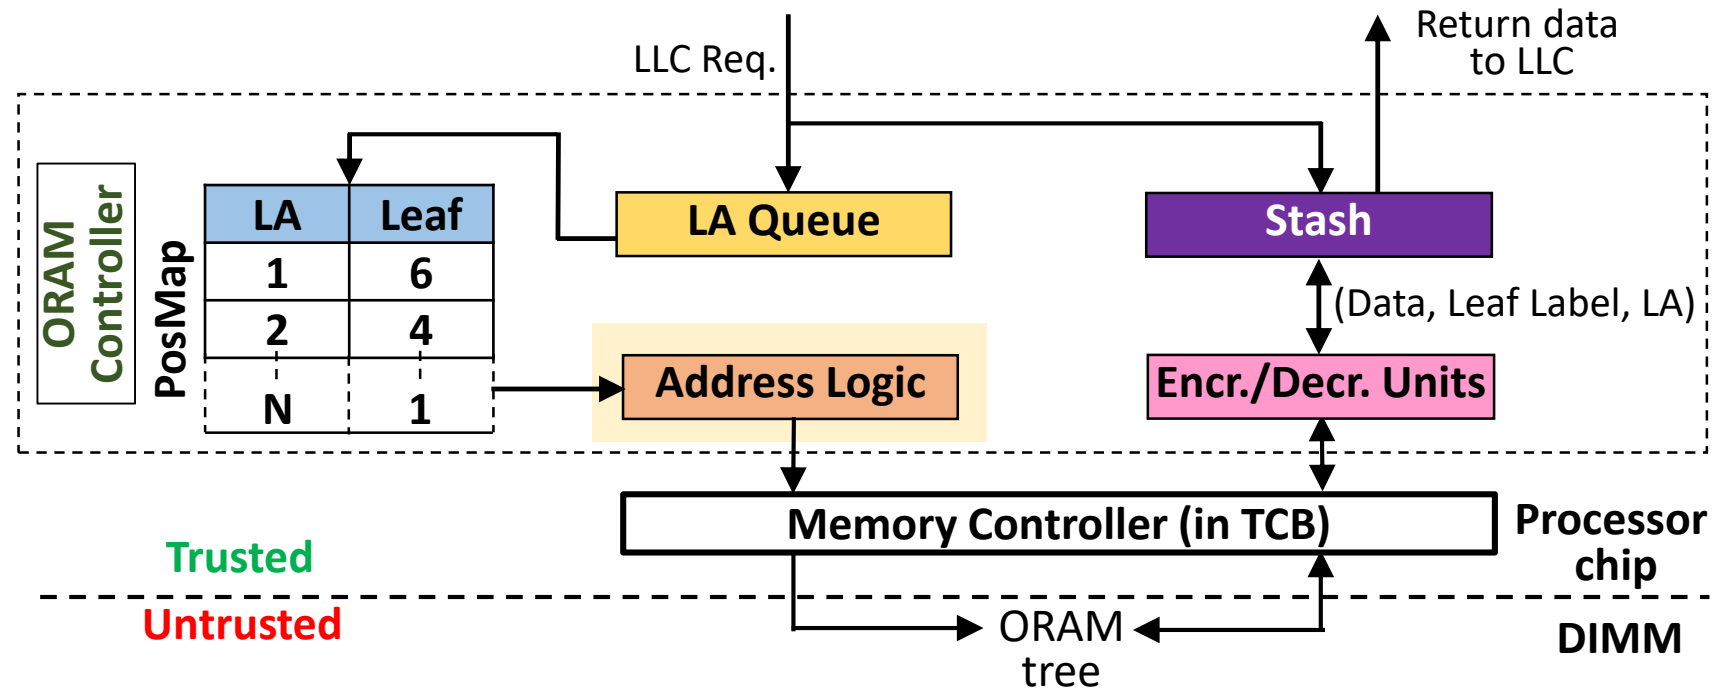 LLC Req.
Return data
to LLC
ORAM
Controller
PosMap
LA Leaf
1 6
2 4
N 1
LA Queue
Stash
(Data, Leaf Label, LA)
Address Logic
Encr./Decr. Units
Memory Controller (in TCB)
Processor
chip
Trusted
Untrusted
ORAM
tree
DIMM